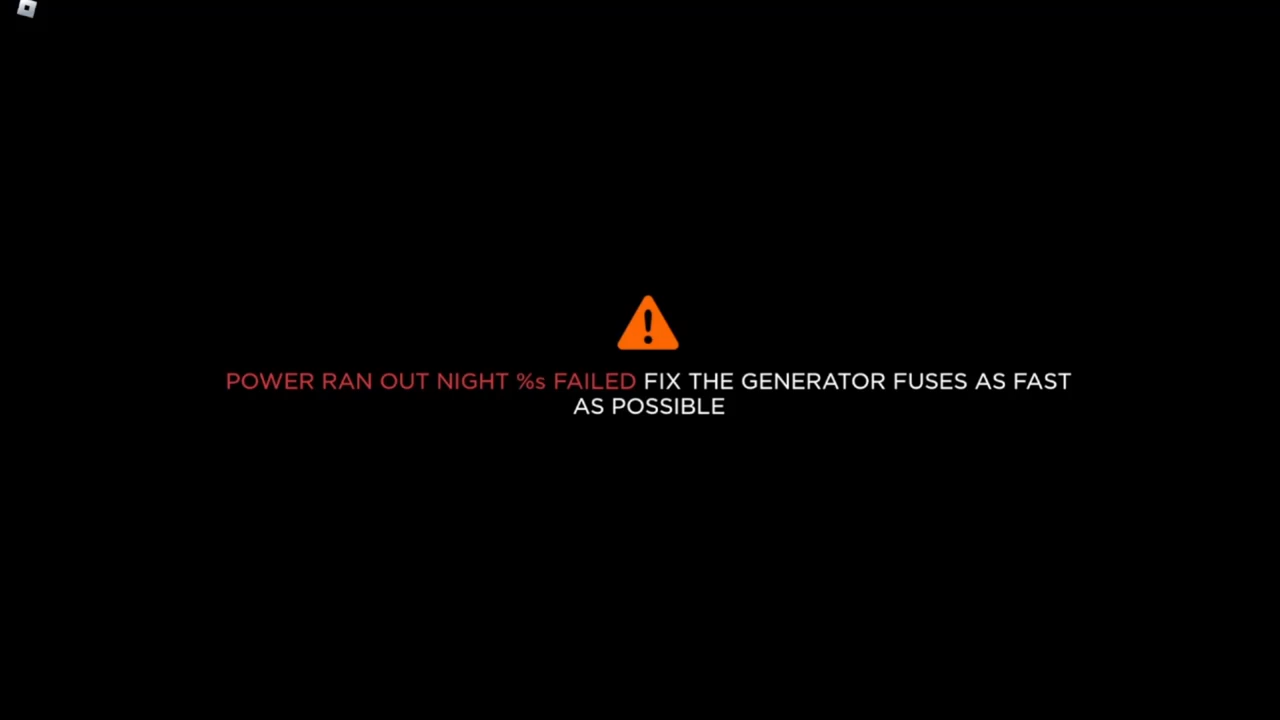 POWER RAN OUT NIGHT %s FAILED FIX THE GENERATOR FUSES AS FAST
AS POSSIBLE